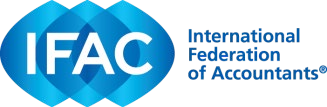 IFAC
International
Federation
of Accountants®